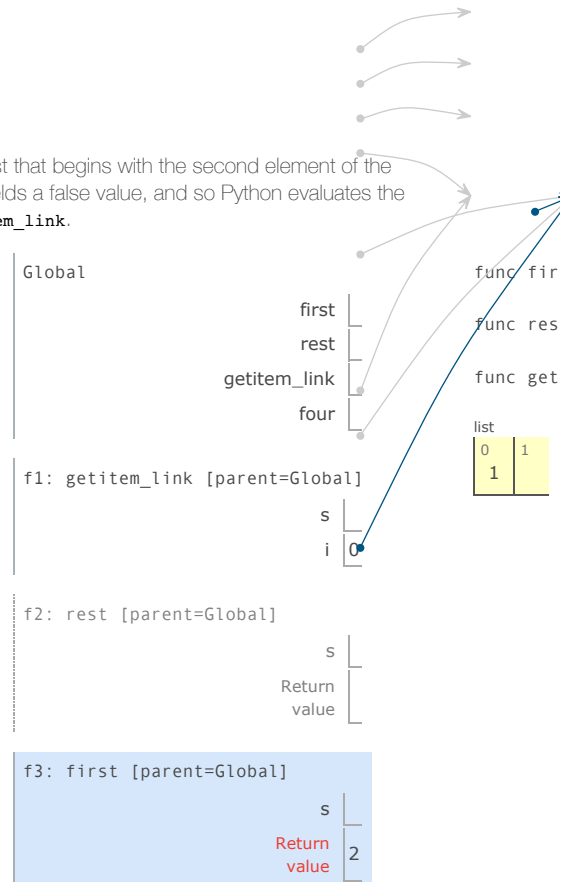 st that begins with the second element of the
elds a false value, and so Python evaluates the
em_link.
Global
first
rest
getitem_link
four
func fir
func res
func get
list
0 1
1
f1: getitem_link [parent=Global]
s
i 0
f2: rest [parent=Global]
s
Return
value
f3: first [parent=Global]
s
Return
value 2